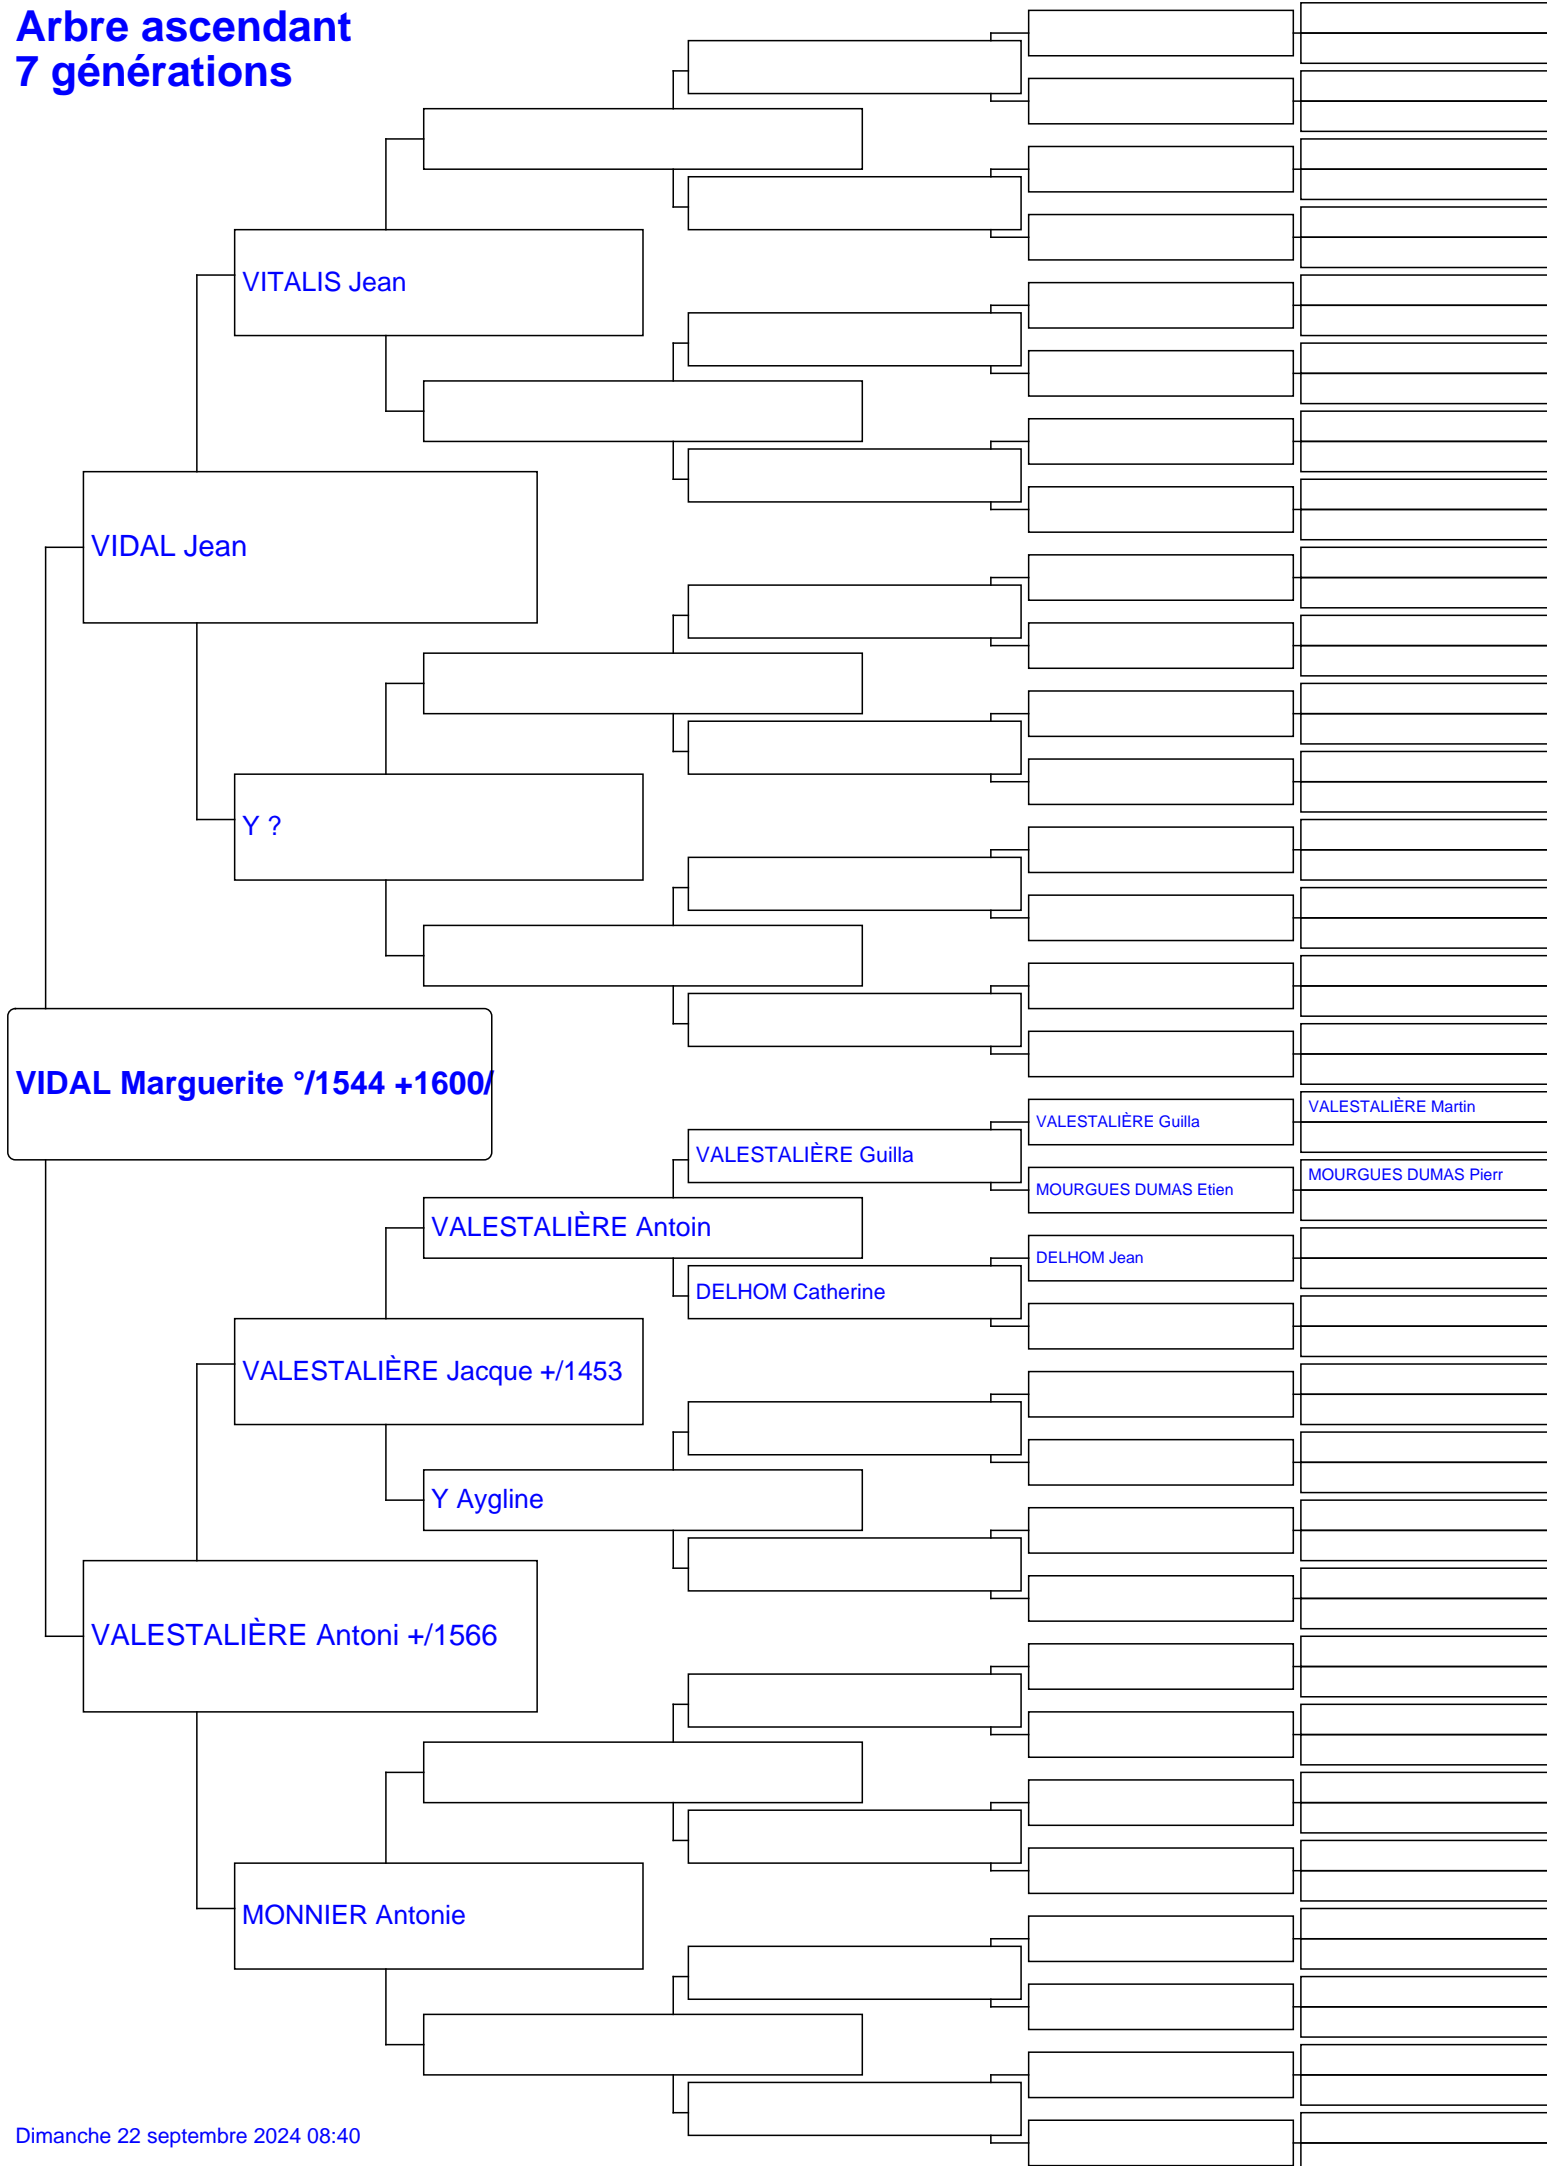 Arbre ascendant
7 générations
VITALIS Jean
VIDAL Jean
Y ?
VIDAL Marguerite °/1544 +1600/
VALESTALIÈRE Guilla
VALESTALIÈRE Martin
VALESTALIÈRE Guilla
MOURGUES DUMAS Etien
MOURGUES DUMAS Pierr
VALESTALIÈRE Antoin
DELHOM Jean
DELHOM Catherine
VALESTALIÈRE Jacque +/1453
Y Aygline
VALESTALIÈRE Antoni +/1566
MONNIER Antonie
Dimanche 22 septembre 2024 08:40